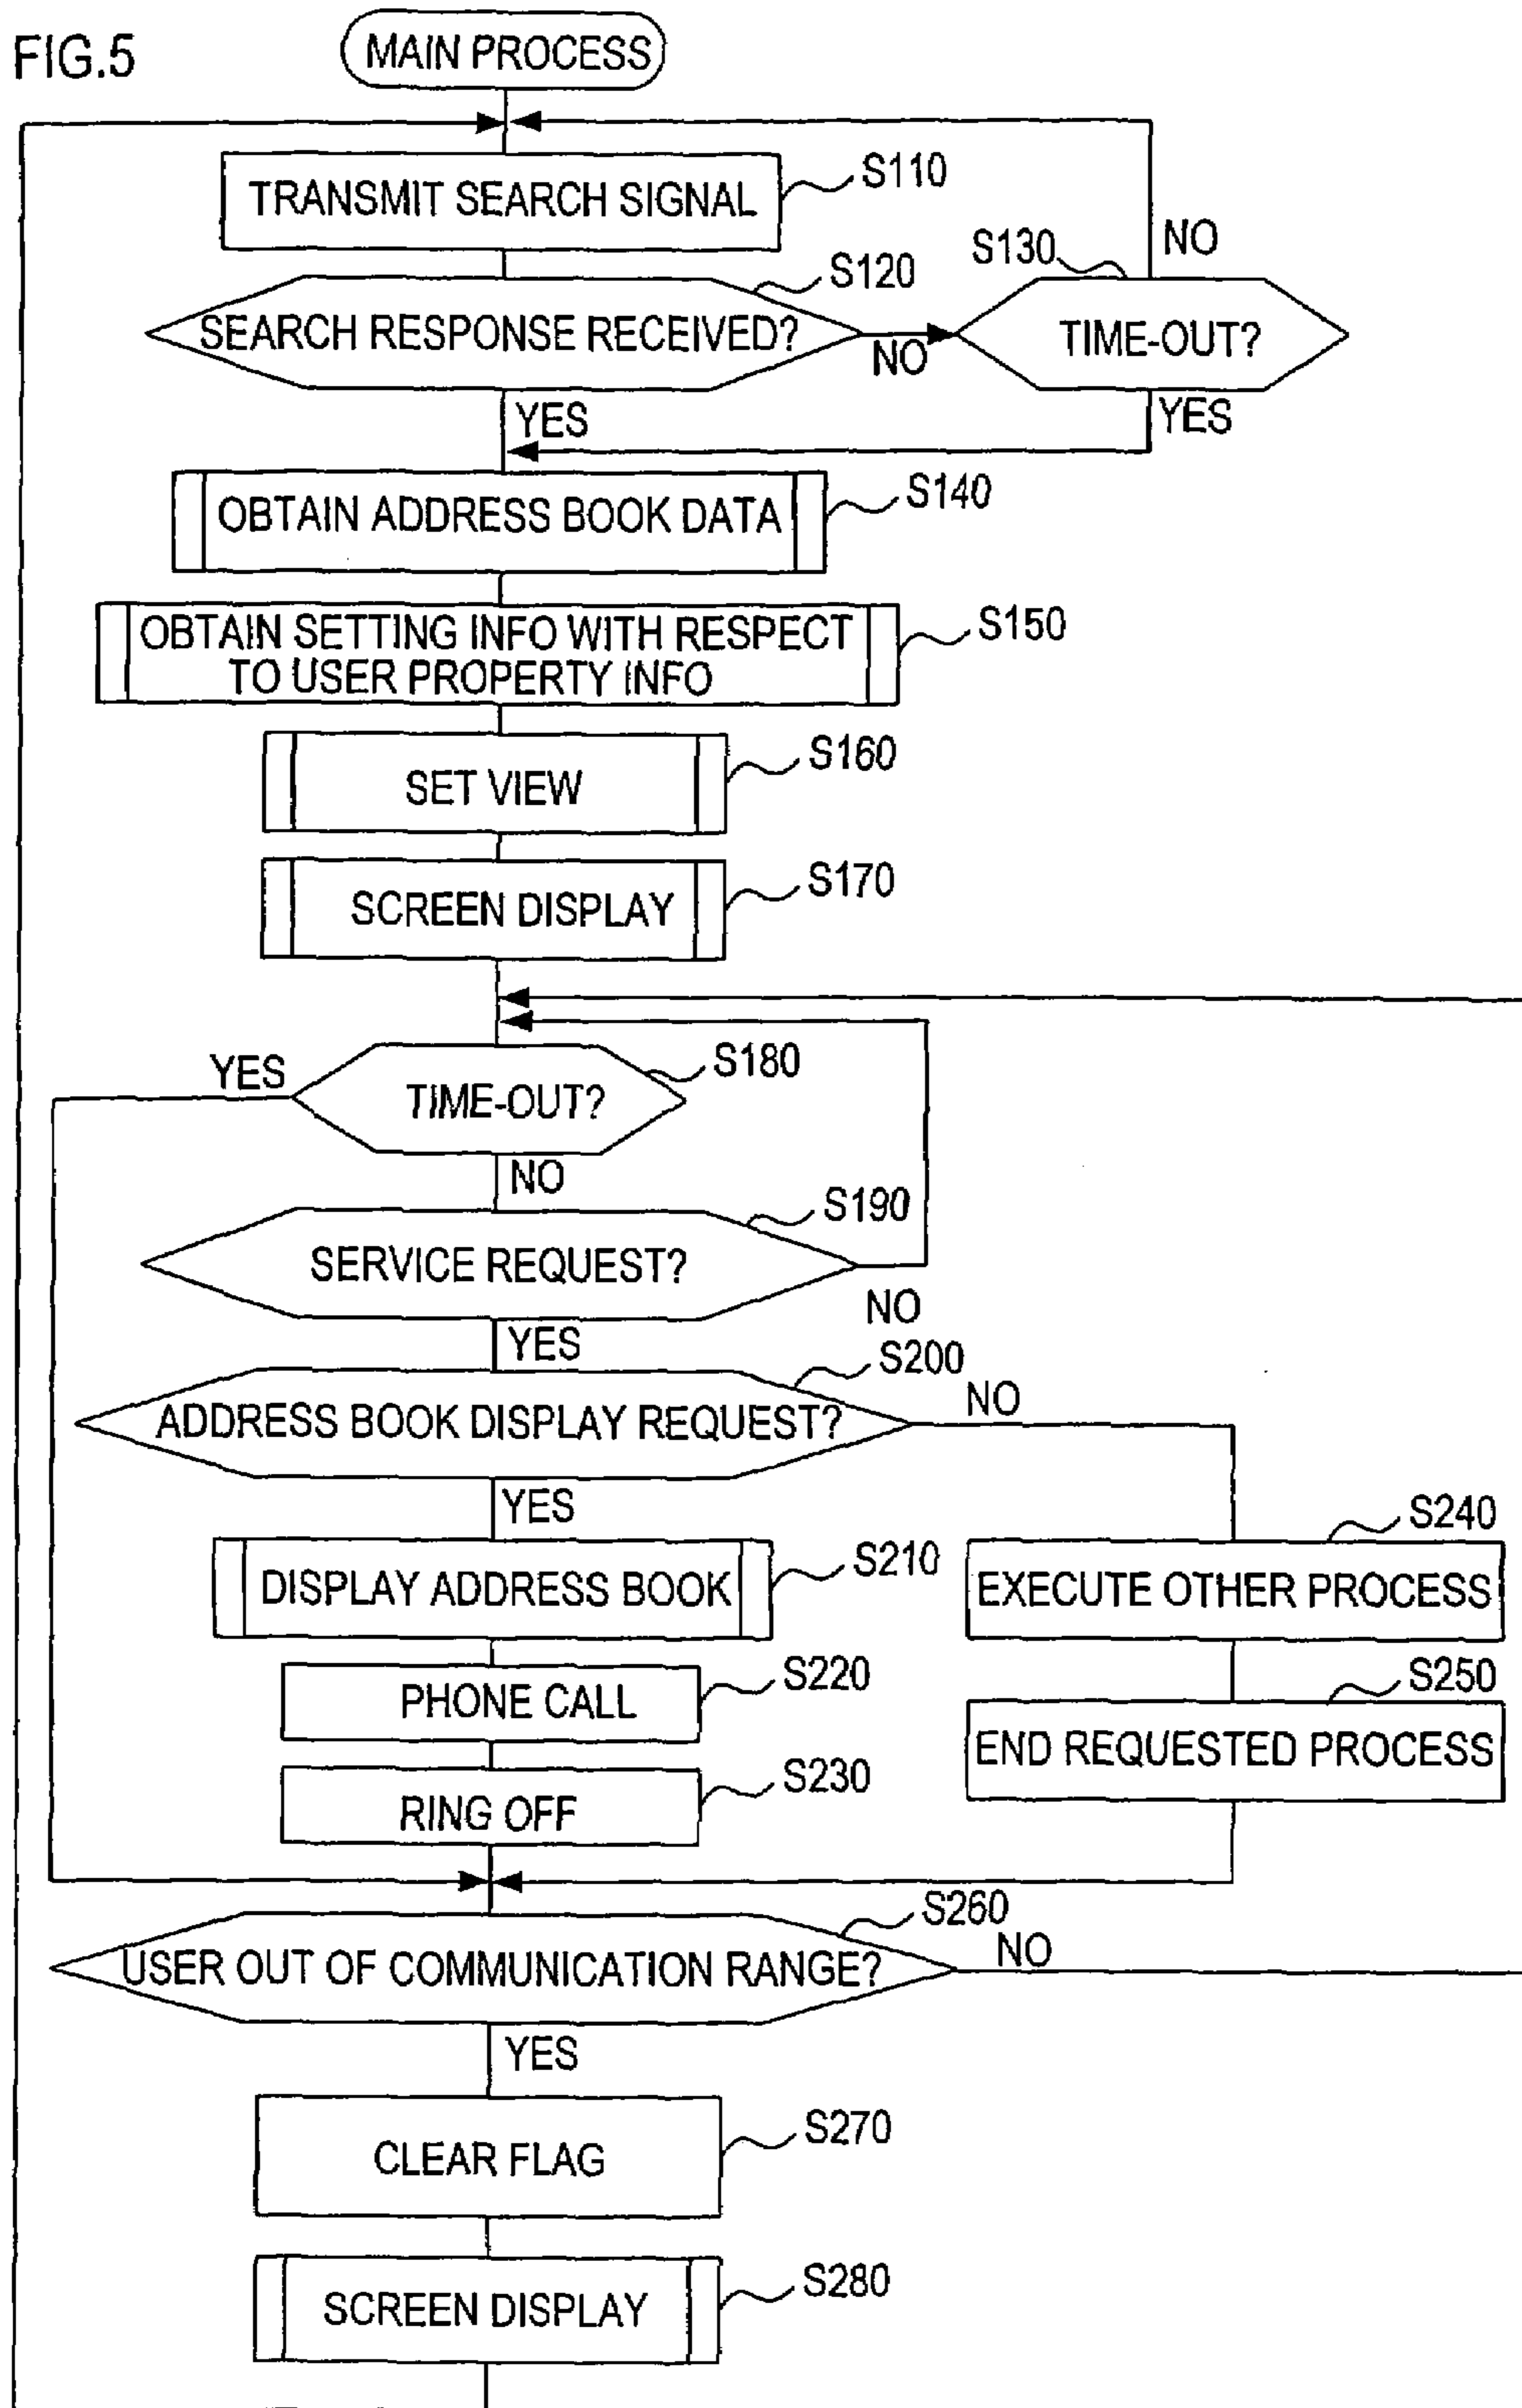 FIG.5
MAIN PROCESS
TRANSMIT SEARCH SIGNAL
S110
SEARCH RESPONSE RECEIVED?
S120
NO
S130
NO
TIME-OUT?
YES
YES
OBTAIN ADDRESS BOOK DATA
S140
OBTAIN SETTING INFO WITH RESPECT
TO USER PROPERTY INFO
S150
SET VIEW
S160
SCREEN DISPLAY
S170
YES
TIME-OUT?
S180
NO
SERVICE REQUEST?
S190
NO
YES
ADDRESS BOOK DISPLAY REQUEST?
S200
NO
YES
DISPLAY ADDRESS BOOK
S210
S240
EXECUTE OTHER PROCESS
PHONE CALL
S220
S250
END REQUESTED PROCESS
RING OFF
S230
USER OUT OF COMMUNICATION RANGE?
S260
NO
YES
CLEAR FLAG
S270
SCREEN DISPLAY
S280